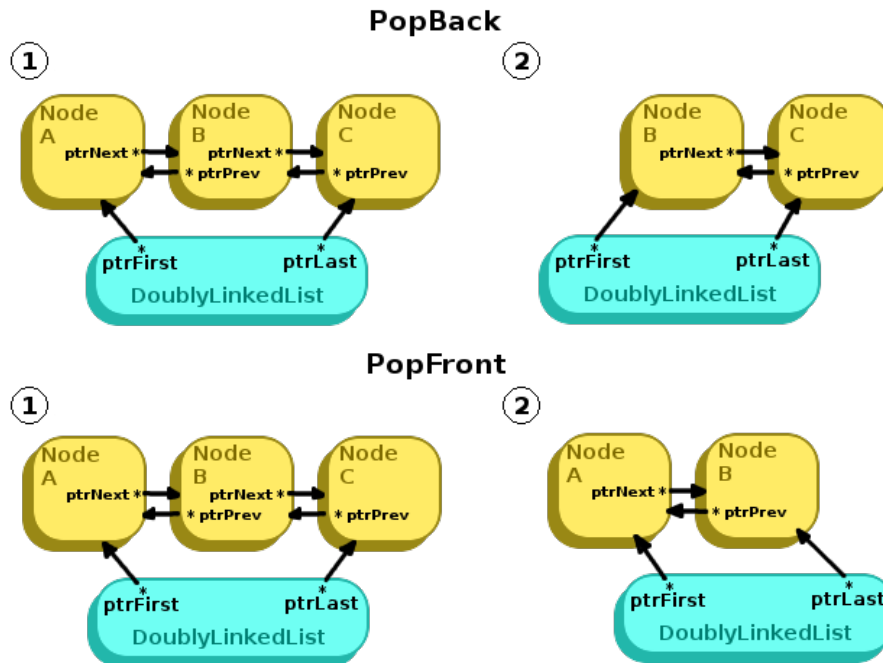 PopBack
1
2
Node
A
ptrNext *
Node
B
ptrNext *
* ptrPrev
Node
C
* ptrPrev
*
ptrFirst
*
ptrLast
DoublyLinkedList
Node
B
ptrNext *
Node
C
* ptrPrev
*
ptrFirst
*
ptrLast
DoublyLinkedList
PopFront
1
2
Node
A
ptrNext *
Node
B
ptrNext *
* ptrPrev
Node
C
* ptrPrev
*
ptrFirst
*
ptrLast
DoublyLinkedList
Node
A
ptrNext *
Node
B
* ptrPrev
*
ptrFirst
*
ptrLast
DoublyLinkedList